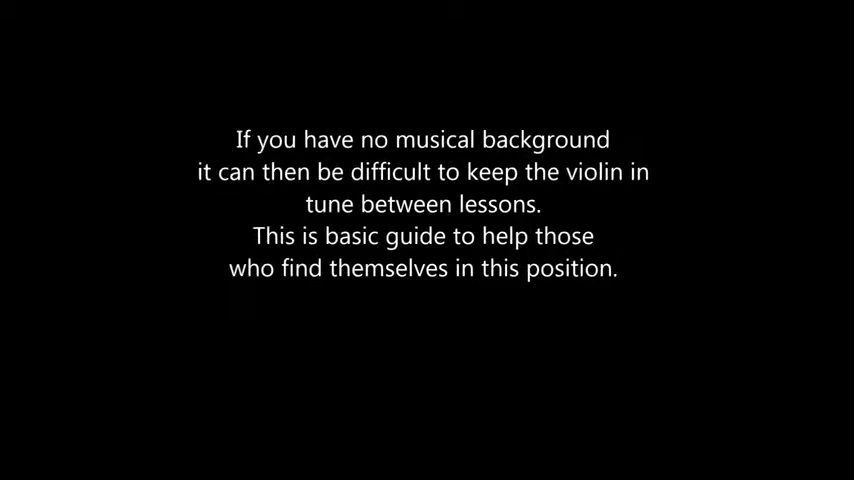 If you have no musical background
it can then be difficult to keep the violin in
tune between lessons.
This is basic guide to help those
who find themselves in this position.